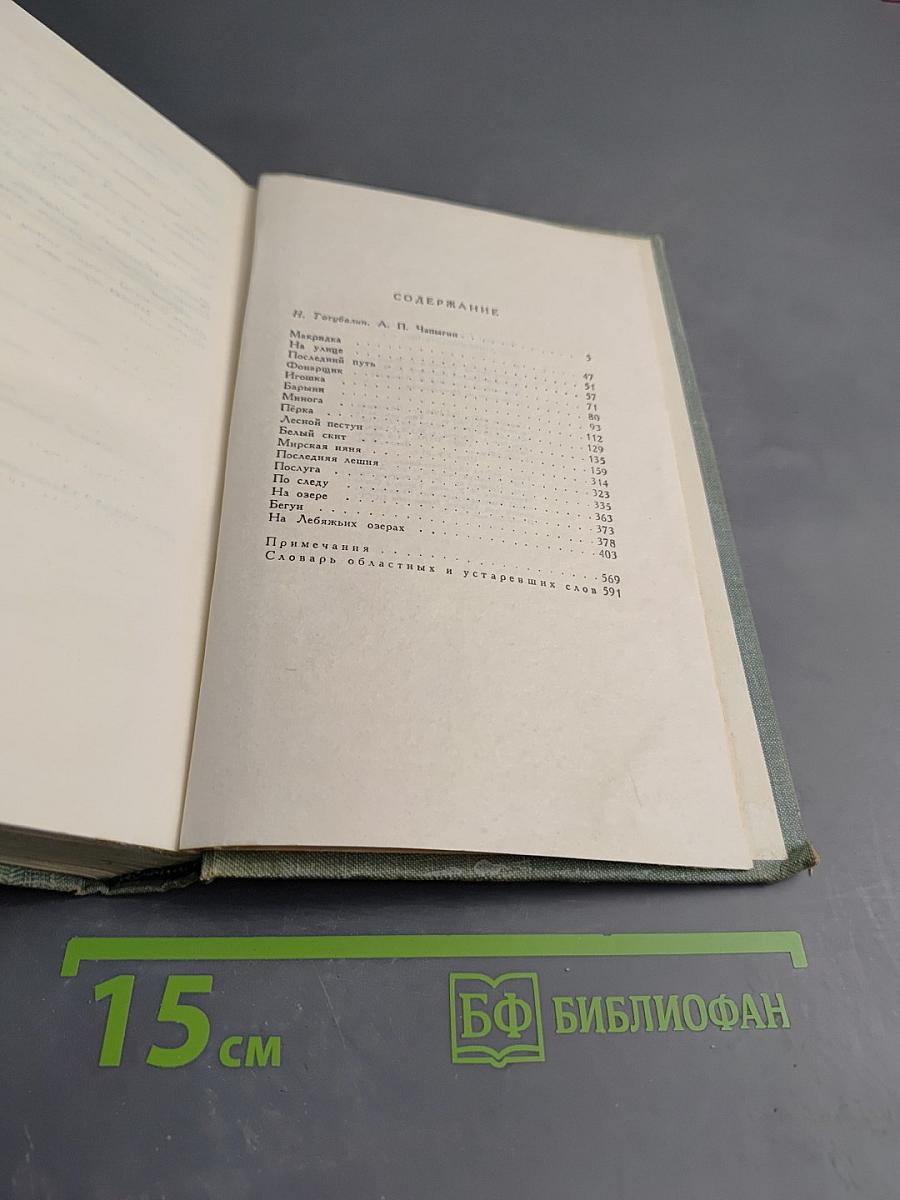 СОДЕРЖАНИЕ
Н. Тотубалин. А. П. Чапыгин . . . . . . 5
Макридка . . . . . . 47
На улице . . . . . . 51
Последний путь . . . . . . 57
Фонарщик . . . . . . 71
Игошка . . . . . . 80
Барыни . . . . . . 93
Минога . . . . . . 112
Пёрка . . . . . . 129
Лесной пестун . . . . . . 135
Белый скит . . . . . . 159
Мирская няня . . . . . . 314
Последняя лешня . . . . . . 323
Послуга . . . . . . 335
По следу . . . . . . 363
На озере . . . . . . 373
Бегун . . . . . . 378
На Лебяжьих озерах . . . . . . 403
Примечания . . . . . . 569
Словарь областных и устаревших слов 591
15 см
БФ БИБЛИОФАН